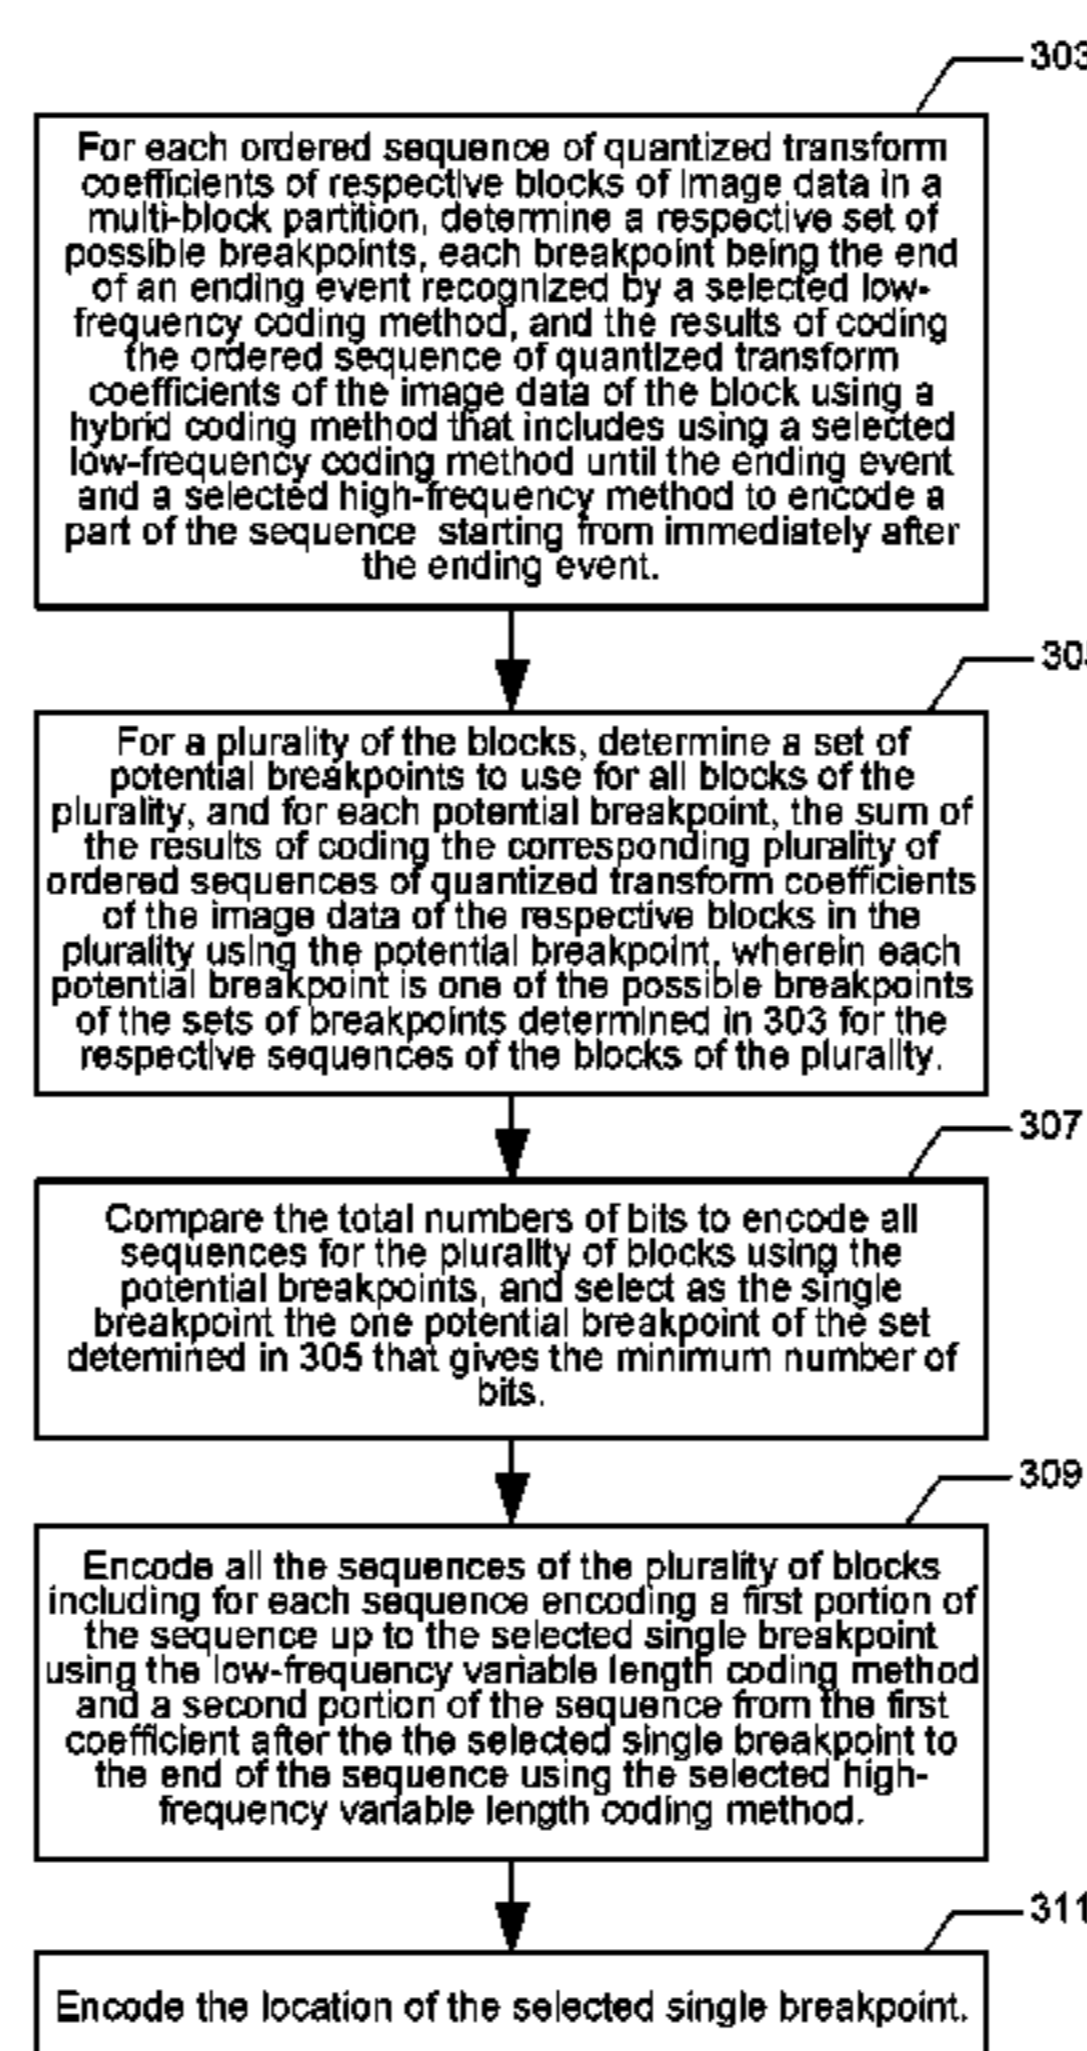 303
For each ordered sequence of quantized transform
coefficients of respective blocks of image data in a
multi-block partition, determine a respective set of
possible breakpoints, each breakpoint being the end
of an ending event recognized by a selected low-
frequency coding method, and the results of coding
the ordered sequence of quantized transform
coefficients of the image data of the block using a
hybrid coding method that includes using a selected
low-frequency coding method until the ending event
and a selected high-frequency method to encode a
part of the sequence starting from immediately after
the ending event.
305
For a plurality of the blocks, determine a set of
potential breakpoints to use for all blocks of the
plurality, and for each potential breakpoint, the sum of
the results of coding the corresponding plurality of
ordered sequences of quantized transform coefficients
of the image data of the respective blocks in the
plurality using the potential breakpoint, wherein each
potential breakpoint is one of the possible breakpoints
of the sets of breakpoints determined in 303 for the
respective sequences of the blocks of the plurality.
307
Compare the total numbers of bits to encode all
sequences for the plurality of blocks using the
potential breakpoints, and select as the single
breakpoint the one potential breakpoint of the set
detemined in 305 that gives the minimum number of
bits.
309
Encode all the sequences of the plurality of blocks
including for each sequence encoding a first portion of
the sequence up to the selected single breakpoint
using the low-frequency variable length coding method
and a second portion of the sequence from the first
coefficient after the the selected single breakpoint to
the end of the sequence using the selected high-
frequency variable length coding method.
311
Encode the location of the selected single breakpoint.